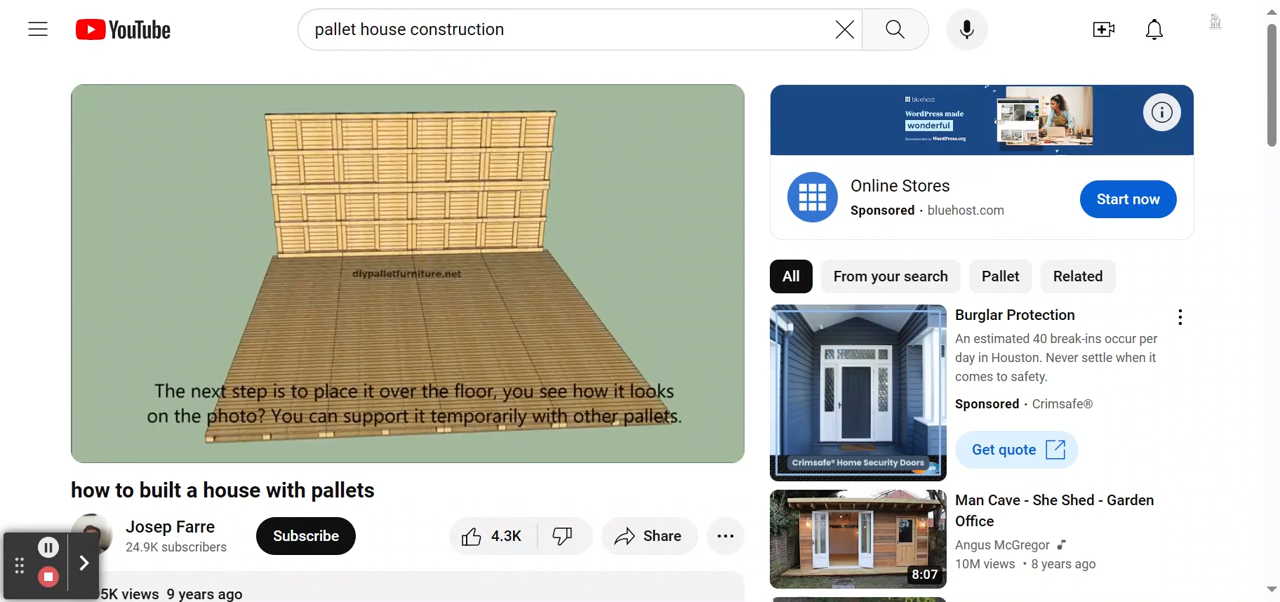 YouTube
pallet house construction
diypalletfurniture.net
The next step is to place it over the floor, you see how it looks
on the photo? You can support it temporarily with other pallets.
how to built a house with pallets
Josep Farre
24.9K subscribers
Subscribe
4.3K
Share
5K views 9 years ago
bluehost
WordPress made
wonderful
WordPress.org
Online Stores
Sponsored · bluehost.com
Start now
All
From your search
Pallet
Related
Crimsafe® Home Security Doors
Burglar Protection
An estimated 40 break-ins occur per
day in Houston. Never settle when it
comes to safety.
Sponsored · Crimsafe®
Get quote
8:07
Man Cave - She Shed - Garden
Office
Angus McGregor
10M views · 8 years ago